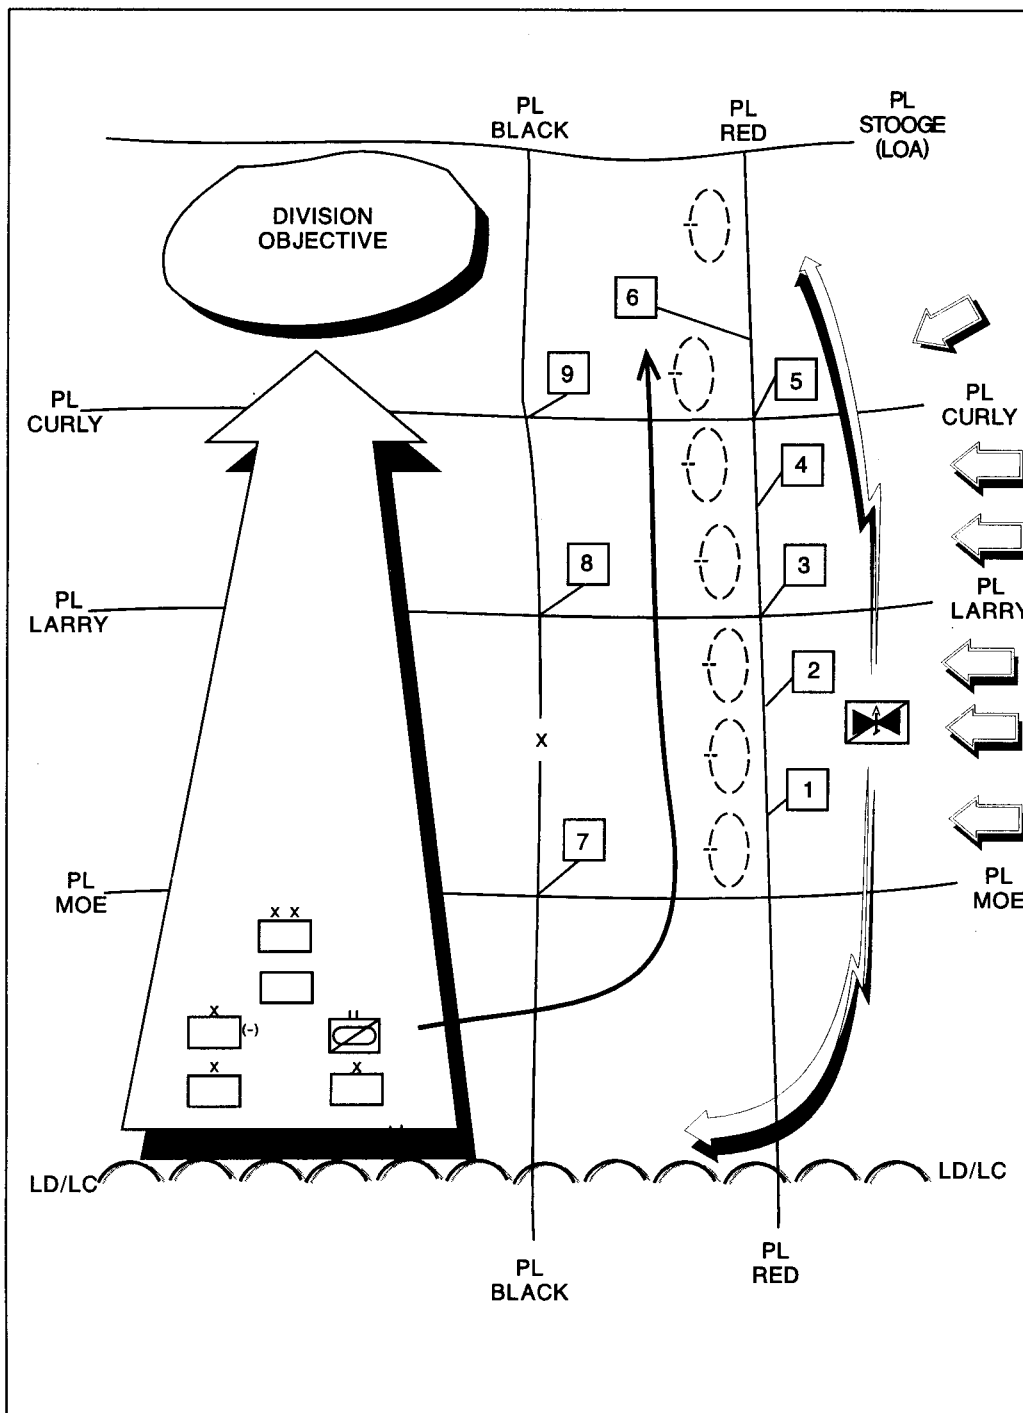 PL
BLACK
PL
RED
PL
STOOGE
(LOA)
DIVISION
OBJECTIVE
6
9
5
PL
CURLY
PL
CURLY
4
8
3
PL
LARRY
PL
LARRY
2
X
1
7
PL
MOE
PL
MOE
X X
X
(-)
II
X
X
LD/LC
LD/LC
PL
BLACK
PL
RED